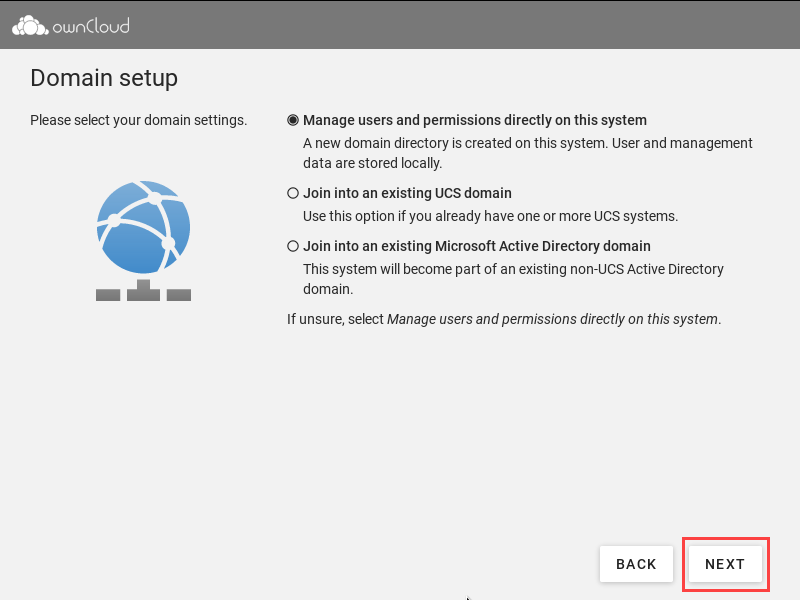 ownCloud
Domain setup
Please select your domain settings.
Manage users and permissions directly on this system
A new domain directory is created on this system. User and management
data are stored locally.
Join into an existing UCS domain
Use this option if you already have one or more UCS systems.
Join into an existing Microsoft Active Directory domain
This system will become part of an existing non-UCS Active Directory
domain.
If unsure, select Manage users and permissions directly on this system.
BACK
NEXT